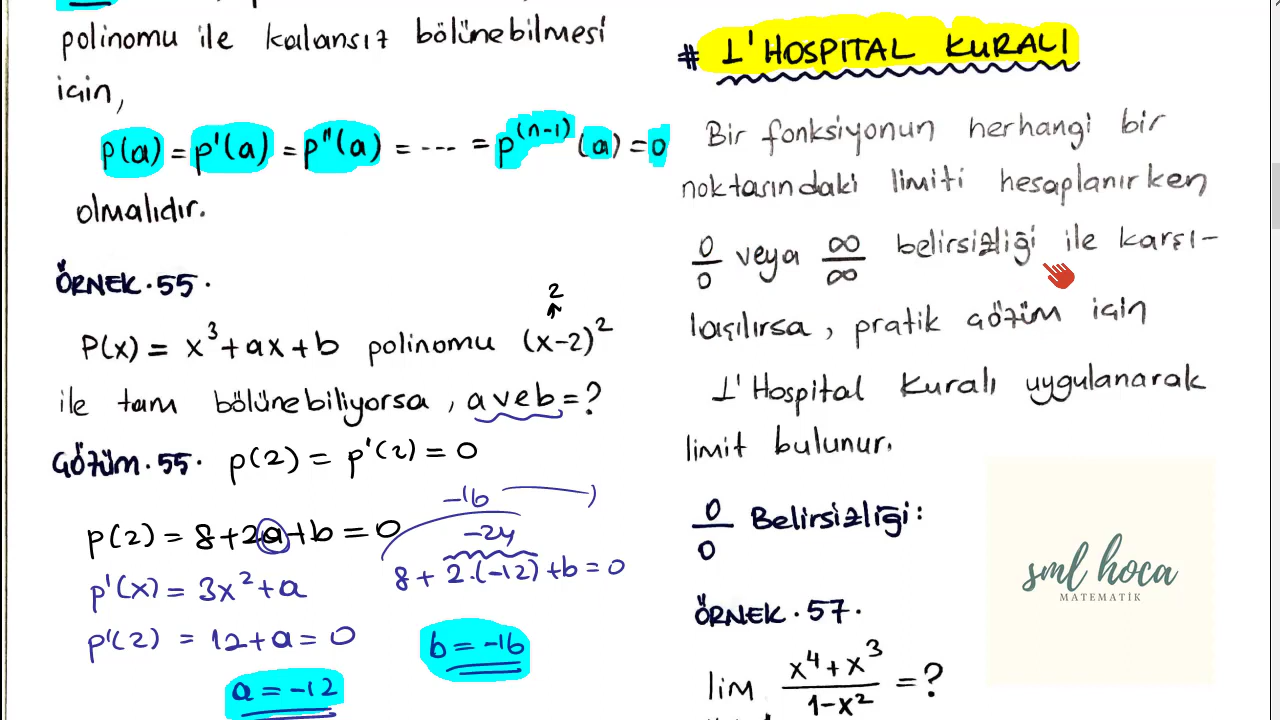 polinomu ile kalansız bölünebilmesi
için,
p(a) = p'(a) = p''(a) = ---- = p^(n-1) (a) = 0
olmalıdır.
ÖRNEK.55.
2
P(x) = x³ + ax + b polinomu (x-2)²
ile tam bölünebiliyorsa, a ve b = ?
ÇÖZÜM.55. p(2) = p'(2) = 0
p(2) = 8 + 2a + b = 0
p'(x) = 3x² + a
p'(2) = 12 + a = 0
a = -12
-16
-24
8 + 2.(-12) + b = 0
b = -16
# L'HOSPITAL KURALI
Bir fonksiyonun herhangi bir
noktasındaki limiti hesaplanırken
0/0 veya ∞/∞ belirsizliği ile karşı-
laşılırsa, pratik çözüm için
L'Hospital Kuralı uygulanarak
limit bulunur.
0/0 Belirsizliği:
ÖRNEK.57.
lim (x⁴ + x³)/(1 - x²) = ?
sml hoca
MATEMATİK